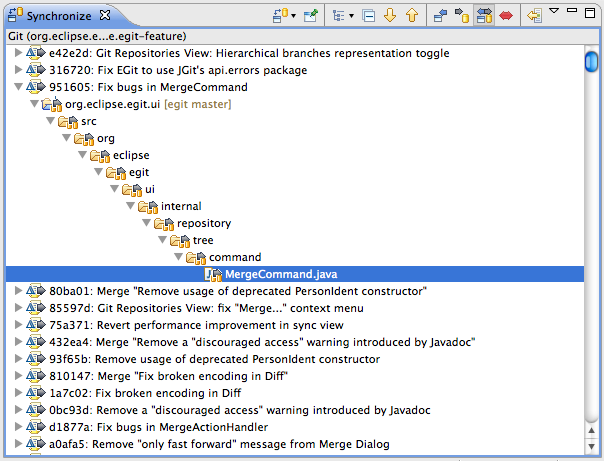 Synchronize
Git (org.eclipse.e...e.egit-feature)
e42e2d: Git Repositories View: Hierarchical branches representation toggle
316720: Fix EGit to use JGit's api.errors package
951605: Fix bugs in MergeCommand
org.eclipse.egit.ui [egit master]
src
org
eclipse
egit
ui
internal
repository
tree
command
MergeCommand.java
80ba01: Merge "Remove usage of deprecated PersonIdent constructor"
85597d: Git Repositories View: fix "Merge..." context menu
75a371: Revert performance improvement in sync view
432ea4: Merge "Remove a "discouraged access" warning introduced by Javadoc"
93f65b: Remove usage of deprecated PersonIdent constructor
810147: Merge "Fix broken encoding in Diff"
1a7c02: Fix broken encoding in Diff
0bc93d: Remove a "discouraged access" warning introduced by Javadoc
d1877a: Fix bugs in MergeActionHandler
a0afa5: Remove "only fast forward" message from Merge Dialog